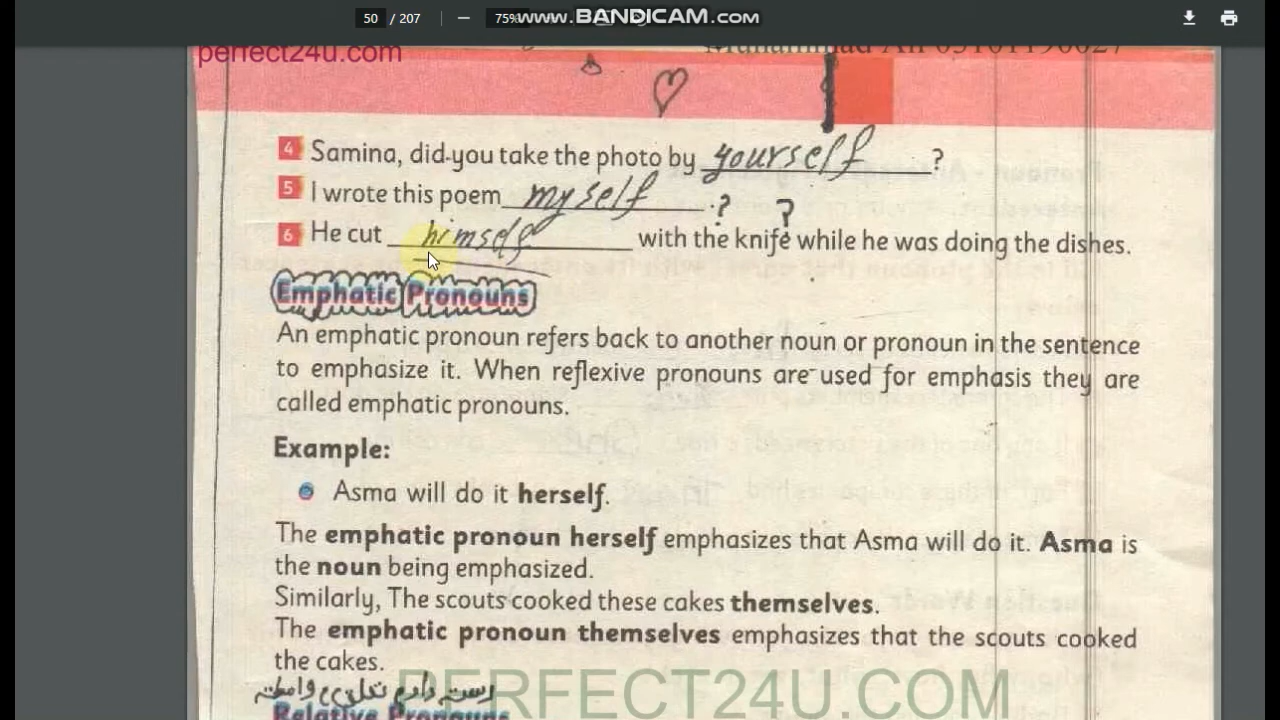 50 / 207 — 75%
www.BANDICAM.com
perfect24u.com
Muhammad Ali 03101190027
4 Samina, did you take the photo by yourself ?
5 I wrote this poem myself ?
?
6 He cut himself with the knife while he was doing the dishes.
Emphatic Pronouns
An emphatic pronoun refers back to another noun or pronoun in the sentence
to emphasize it. When reflexive pronouns are used for emphasis they are
called emphatic pronouns.
Example:
Asma will do it herself.
The emphatic pronoun herself emphasizes that Asma will do it. Asma is
the noun being emphasized.
Similarly, The scouts cooked these cakes themselves.
The emphatic pronoun themselves emphasizes that the scouts cooked
the cakes.
PERFECT24U.COM
Relative Pronouns